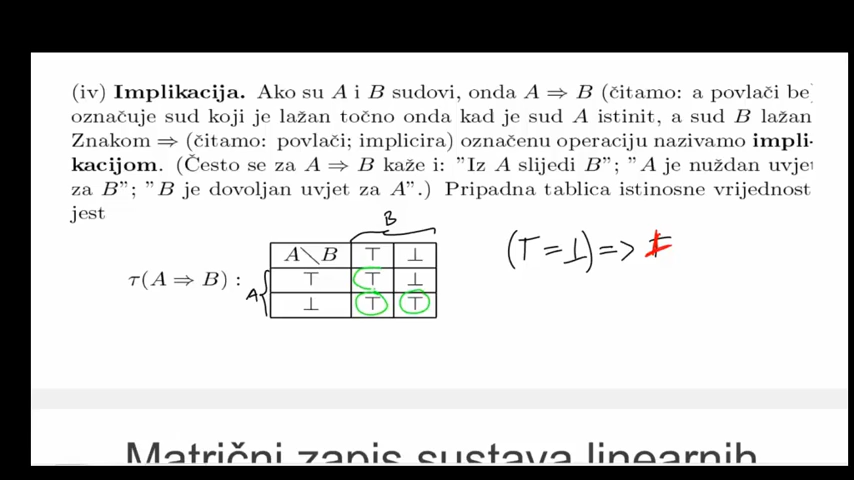 (iv) Implikacija. Ako su A i B sudovi, onda A ⇒ B (čitamo: a povlači be
označuje sud koji je lažan točno onda kad je sud A istinit, a sud B lažan
Znakom ⇒ (čitamo: povlači; implicira) označenu operaciju nazivamo impli-
kacijom. (Često se za A ⇒ B kaže i: "Iz A slijedi B"; "A je nuždan uvjet
za B"; "B je dovoljan uvjet za A".) Pripadna tablica istinosne vrijednost
jest
B
A\B ⊤ ⊥
τ(A ⇒ B) : A ⊤ ⊤ ⊥
⊥ ⊤ ⊤
(T = ⊥) =>
Matrični zapis sustava linearnih